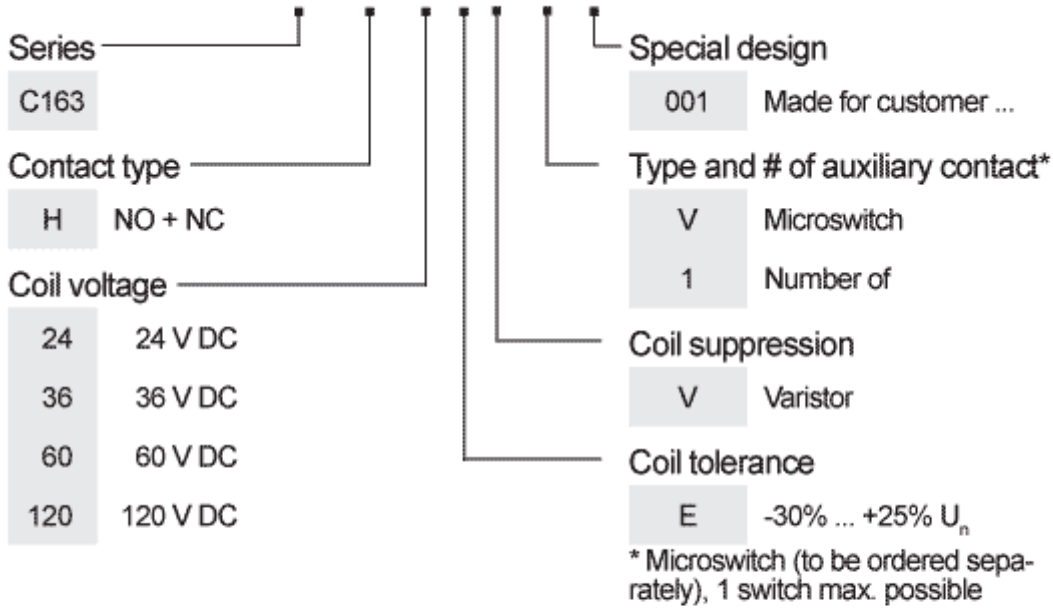 Series
C163
Contact type
H NO + NC
Coil voltage
24 24 V DC
36 36 V DC
60 60 V DC
120 120 V DC
Special design
001 Made for customer ...
Type and # of auxiliary contact*
V Microswitch
1 Number of
Coil suppression
V Varistor
Coil tolerance
E -30% ... +25% Un
* Microswitch (to be ordered sepa-
rately), 1 switch max. possible